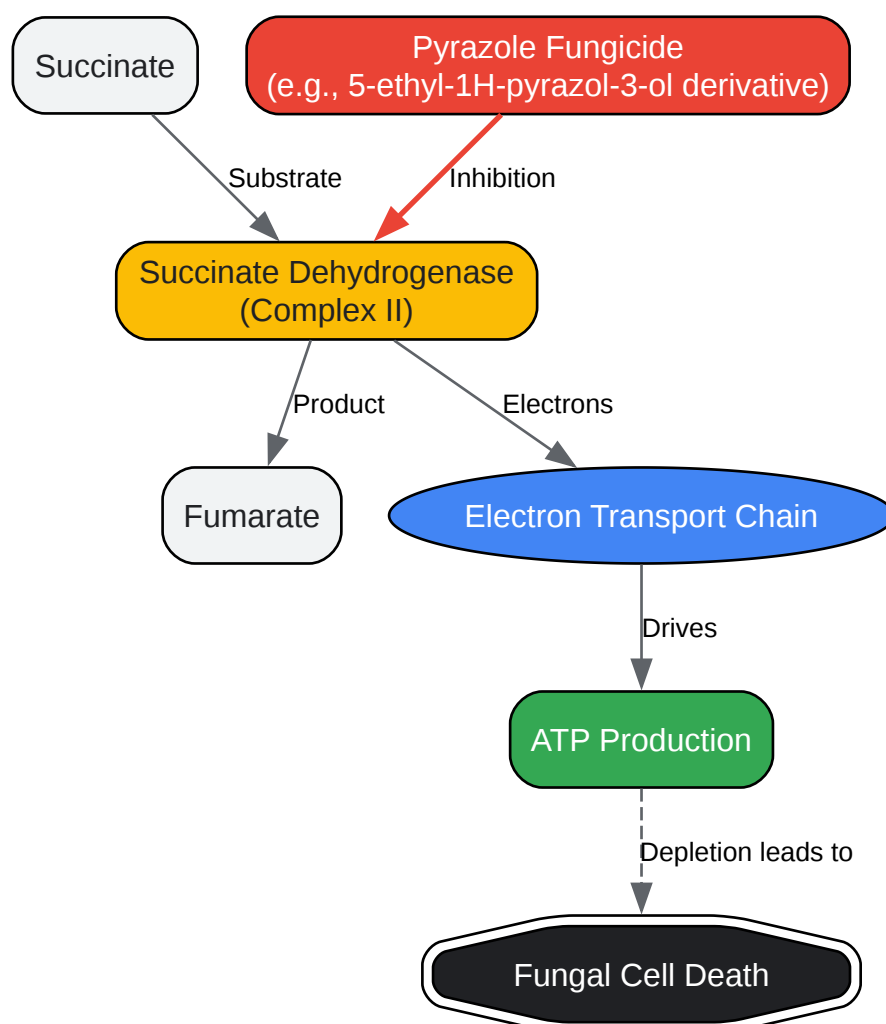 Succinate
Pyrazole Fungicide
(e.g., 5-ethyl-1H-pyrazol-3-ol derivative)
Substrate
Inhibition
Succinate Dehydrogenase
(Complex II)
Product
Electrons
Fumarate
Electron Transport Chain
Drives
ATP Production
Depletion leads to
Fungal Cell Death